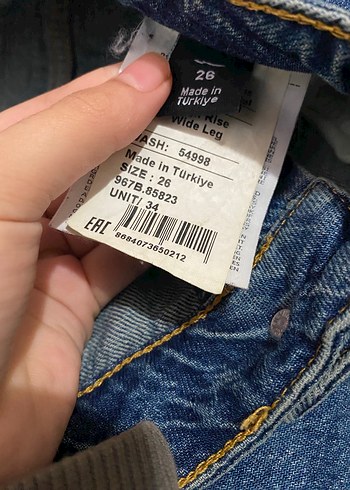 26
Made in
Türkiye
Rise
Wide Leg
WASH: 54998
Made in Türkiye
SIZE : 26
967B.85823
UNIT/ 34
EAC
8684073650212